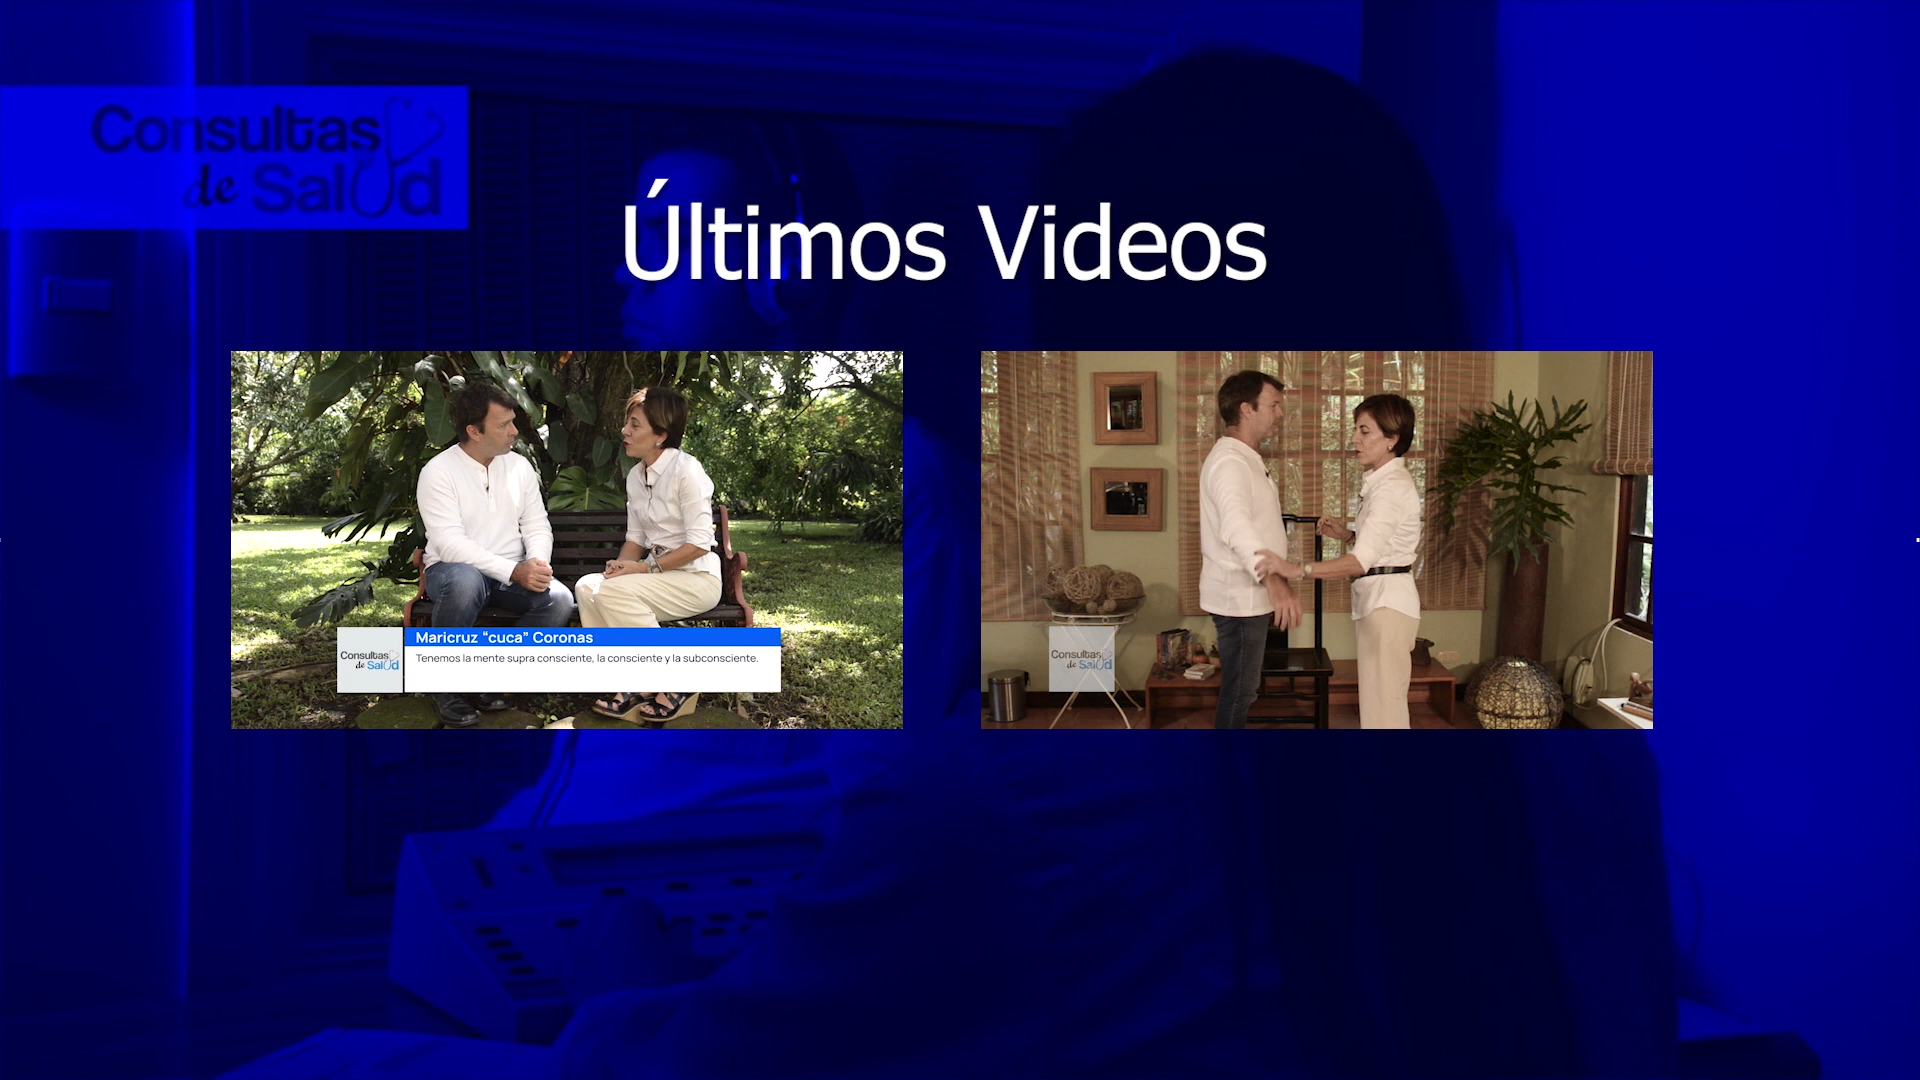 Consultas
de Salud
Últimos Videos
Maricruz “cuca” Coronas
Consultas
de Salud
Tenemos la mente supra consciente, la consciente y la subconsciente.
Consultas
de Salud